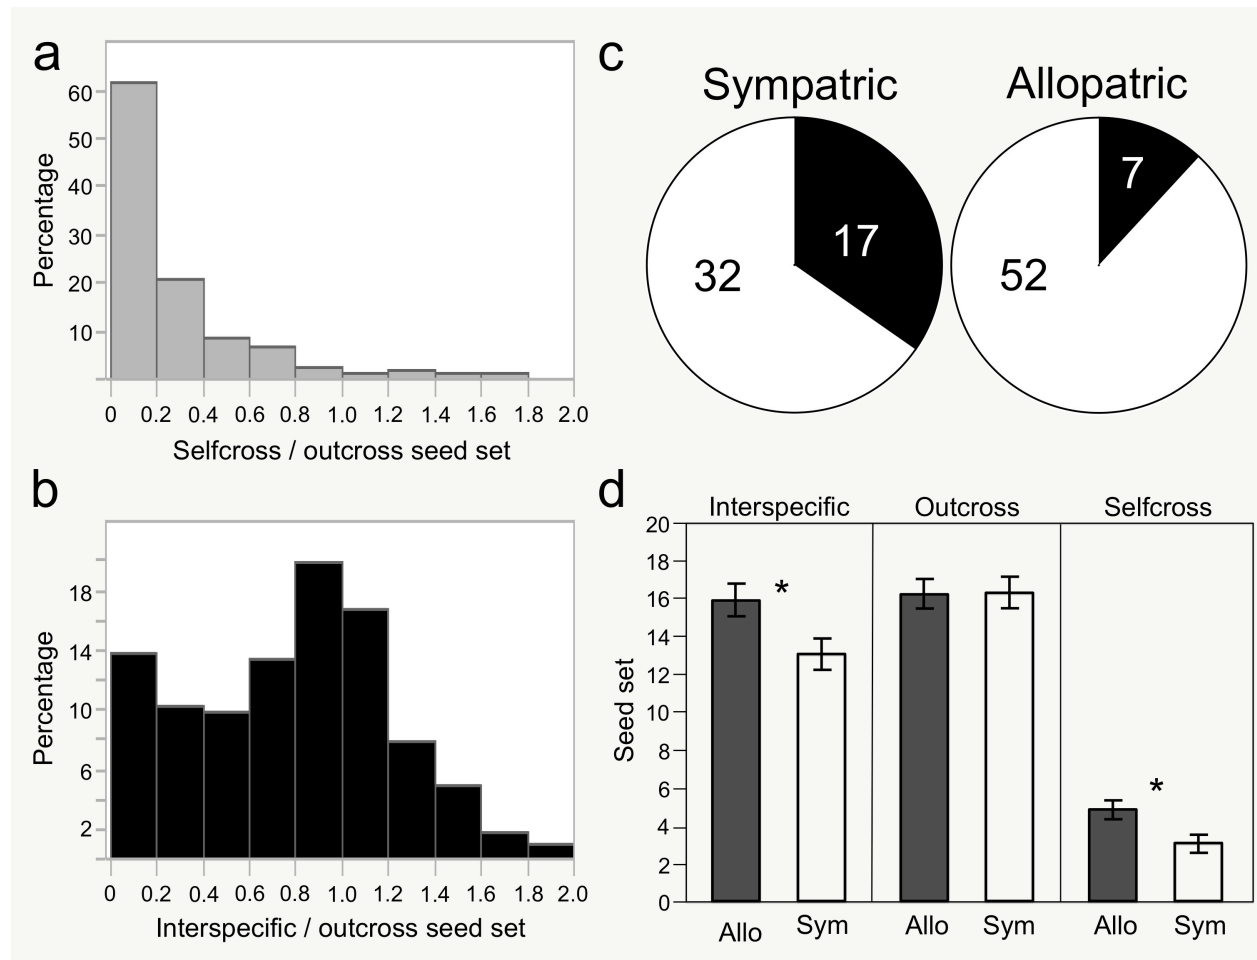 a
Percentage
60
50
40
30
20
10
0 0.2 0.4 0.6 0.8 1.0 1.2 1.4 1.6 1.8 2.0
Selfcross / outcross seed set
b
Percentage
18
14
10
6
2
0 0.2 0.4 0.6 0.8 1.0 1.2 1.4 1.6 1.8 2.0
Interspecific / outcross seed set
c
Sympatric Allopatric
32 17
52 7
d
Interspecific Outcross Selfcross
Seed set
20
18
16
14
12
10
8
6
4
2
0
* *
Allo Sym Allo Sym Allo Sym